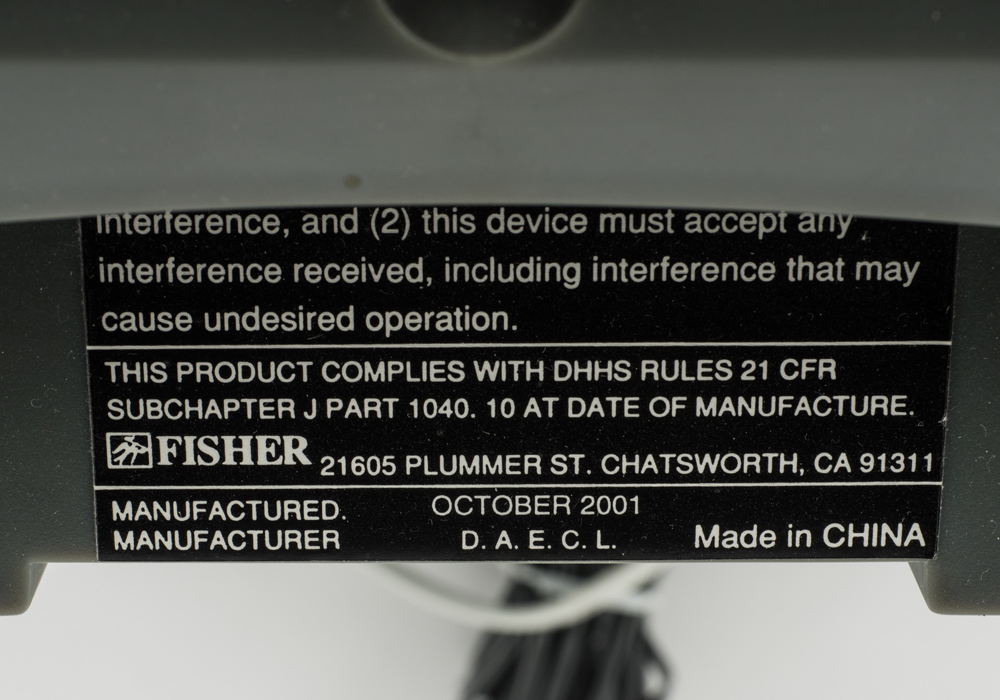 interference, and (2) this device must accept any
interference received, including interference that may
cause undesired operation.
THIS PRODUCT COMPLIES WITH DHHS RULES 21 CFR
SUBCHAPTER J PART 1040. 10 AT DATE OF MANUFACTURE.
FISHER 21605 PLUMMER ST. CHATSWORTH, CA 91311
MANUFACTURED. OCTOBER 2001
MANUFACTURER D. A. E. C. L. Made in CHINA